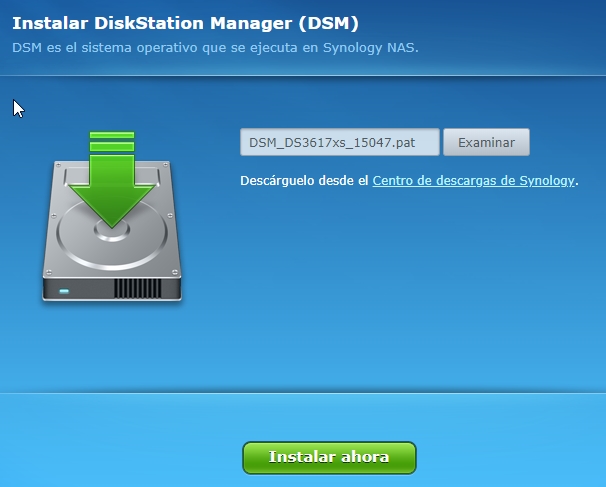 Instalar DiskStation Manager (DSM)
DSM es el sistema operativo que se ejecuta en Synology NAS.
DSM_DS3617xs_15047.pat Examinar
Descárguelo desde el Centro de descargas de Synology.
Instalar ahora